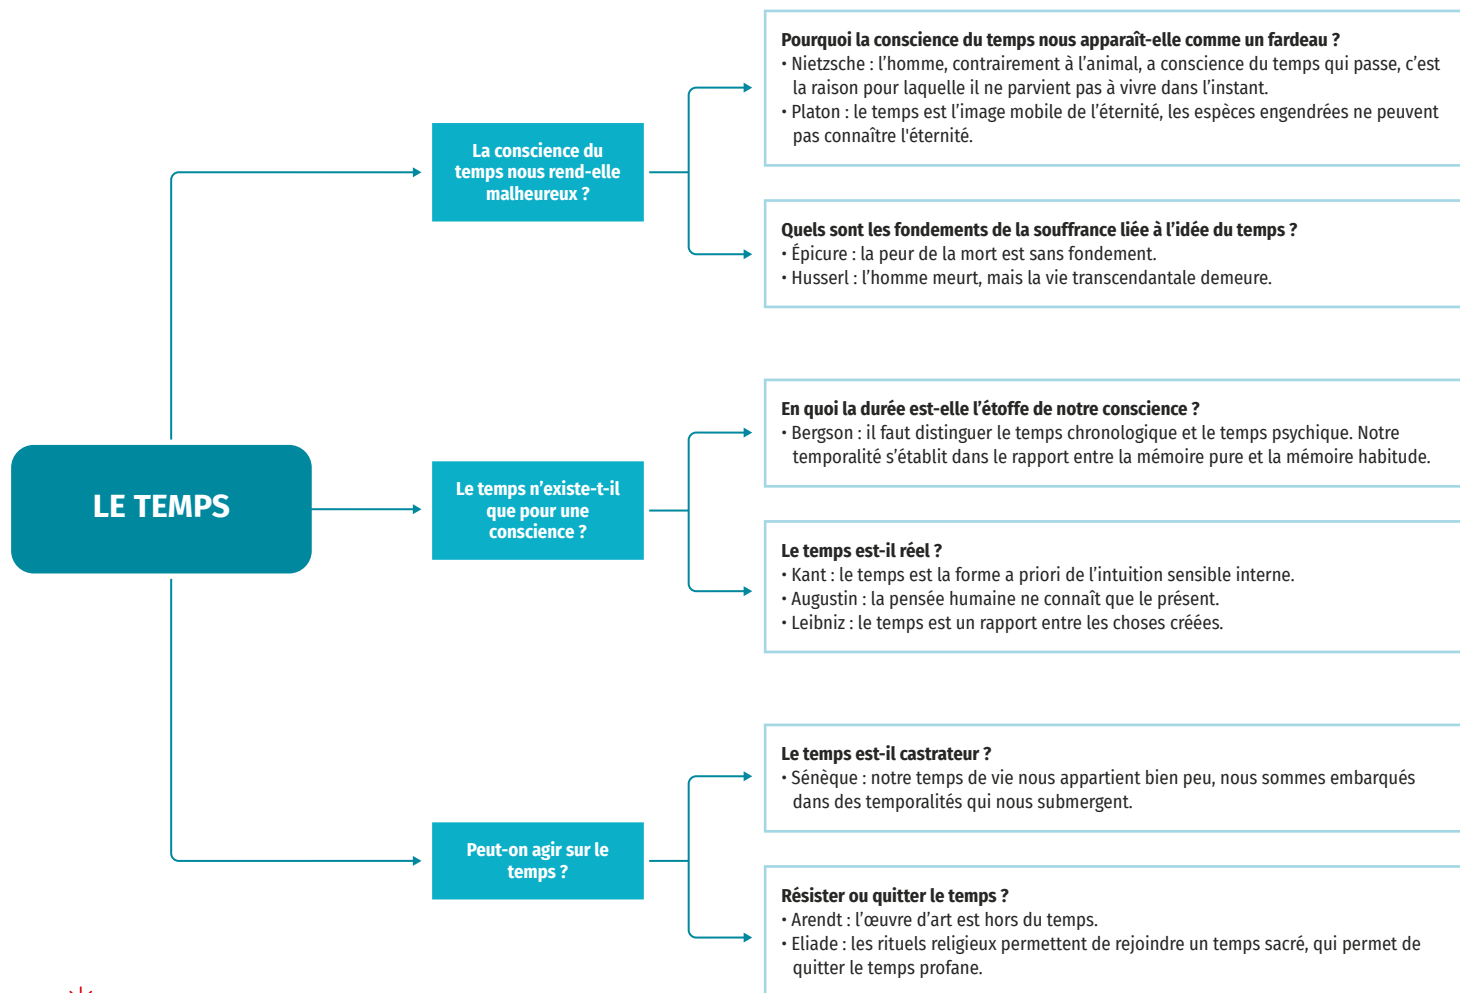 LE TEMPS
La conscience du
temps nous rend-elle
malheureux ?
Pourquoi la conscience du temps nous apparaît-elle comme un fardeau ?
• Nietzsche : l’homme, contrairement à l’animal, a conscience du temps qui passe, c’est
la raison pour laquelle il ne parvient pas à vivre dans l’instant.
• Platon : le temps est l’image mobile de l’éternité, les espèces engendrées ne peuvent
pas connaître l'éternité.
Quels sont les fondements de la souffrance liée à l’idée du temps ?
• Épicure : la peur de la mort est sans fondement.
• Husserl : l’homme meurt, mais la vie transcendantale demeure.
Le temps n’existe-t-il
que pour une
conscience ?
En quoi la durée est-elle l’étoffe de notre conscience ?
• Bergson : il faut distinguer le temps chronologique et le temps psychique. Notre
temporalité s’établit dans le rapport entre la mémoire pure et la mémoire habitude.
Le temps est-il réel ?
• Kant : le temps est la forme a priori de l’intuition sensible interne.
• Augustin : la pensée humaine ne connaît que le présent.
• Leibniz : le temps est un rapport entre les choses créées.
Peut-on agir sur le
temps ?
Le temps est-il castrateur ?
• Sénèque : notre temps de vie nous appartient bien peu, nous sommes embarqués
dans des temporalités qui nous submergent.
Résister ou quitter le temps ?
• Arendt : l’œuvre d’art est hors du temps.
• Eliade : les rituels religieux permettent de rejoindre un temps sacré, qui permet de
quitter le temps profane.